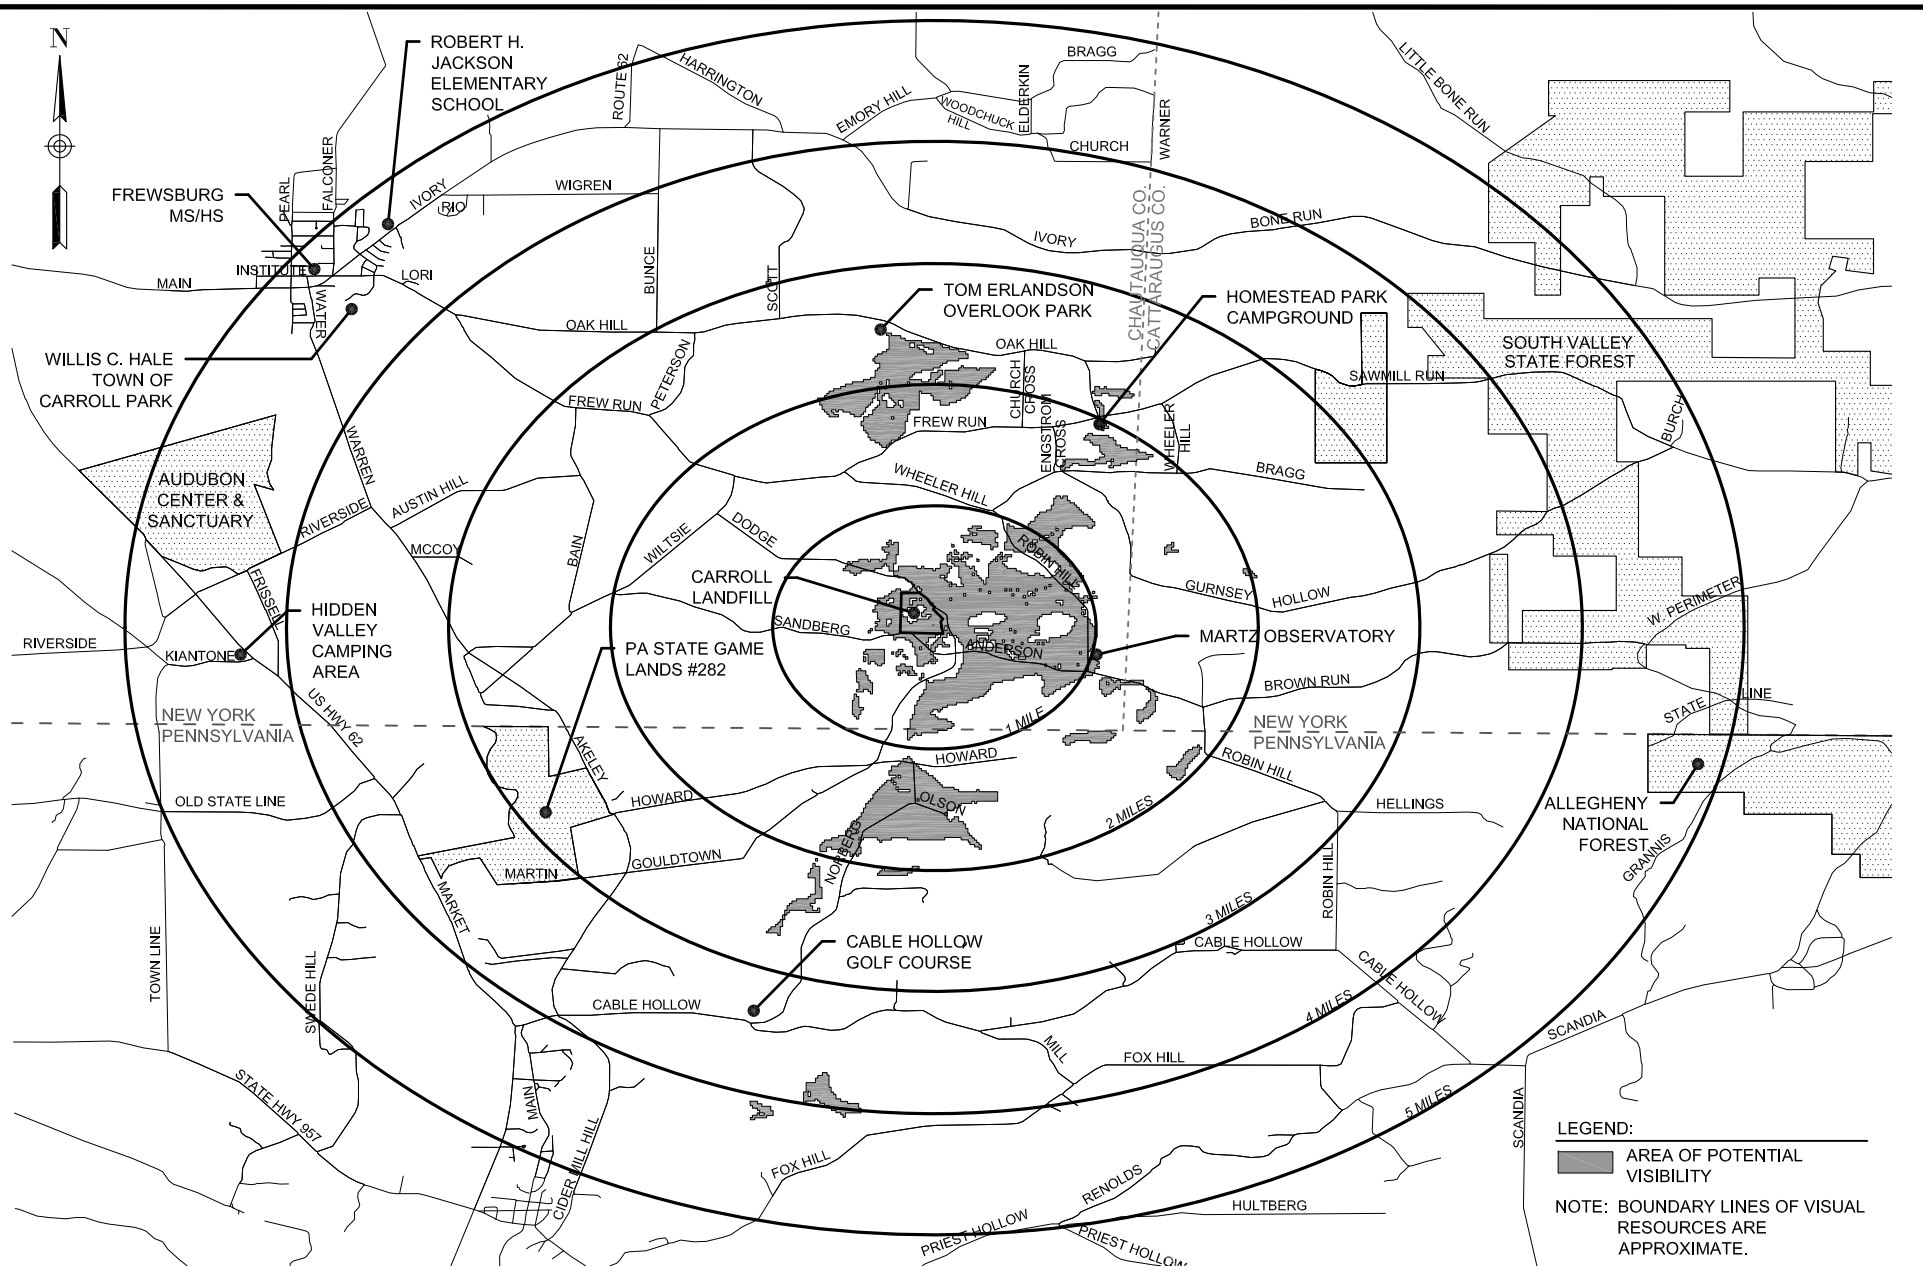 N
ROBERT H.
JACKSON
ELEMENTARY
SCHOOL
ROUTE 62
HARRINGTON
EMORY HILL
WOODCHUCK
HILL
ELDERKIN
BRAGG
WARNER
CHURCH
LITTLE BONE RUN
FREWSBURG
MS/HS
PEARL
FALCONER
IVORY
RIO
WIGREN
CHAUTAUQUA CO.
CATTARAUGUS CO.
BONE RUN
IVORY
INSTITUTE
MAIN
LORI
WATER
BUNCE
SCOTT
OAK HILL
TOM ERLANDSON
OVERLOOK PARK
HOMESTEAD PARK
CAMPGROUND
OAK HILL
SOUTH VALLEY
STATE FOREST
SAWMILL RUN
WILLIS C. HALE
TOWN OF
CARROLL PARK
PETERSON
FREW RUN
CHURCH
CROSS
FREW RUN
ENGSTROM
CROSS
WHEELER
HILL
BURCH
WARREN
AUDUBON
CENTER &
SANCTUARY
AUSTIN HILL
RIVERSIDE
WHEELER HILL
BRAGG
MCCOY
BAIN
WILTSIE
DODGE
ROBIN HILL
CARROLL
LANDFILL
GURNSEY
HOLLOW
W. PERIMETER
FRISSELL
HIDDEN
VALLEY
CAMPING
AREA
SANDBERG
ANDERSON
MARTZ OBSERVATORY
RIVERSIDE
KIANTONE
PA STATE GAME
LANDS #282
BROWN RUN
US HWY 62
STATE
LINE
1 MILE
NEW YORK
PENNSYLVANIA
NEW YORK
PENNSYLVANIA
AKELEY
HOWARD
ROBIN HILL
OLD STATE LINE
HOWARD
OLSON
2 MILES
HELLINGS
ALLEGHENY
NATIONAL
FOREST
NORBERG
GOULDTOWN
MARTIN
GRANNIS
MARKET
ROBIN HILL
3 MILES
TOWN LINE
SWEDE HILL
CABLE HOLLOW
GOLF COURSE
CABLE HOLLOW
CABLE HOLLOW
CABLE HOLLOW
4 MILES
SCANDIA
MILL
FOX HILL
STATE HWY 957
MAIN
5 MILES
SCANDIA
CIDER MILL HILL
FOX HILL
RENOLDS
HULTBERG
PRIEST HOLLOW
PRIEST HOLLOW
LEGEND:
AREA OF POTENTIAL
VISIBILITY
NOTE: BOUNDARY LINES OF VISUAL
RESOURCES ARE
APPROXIMATE.